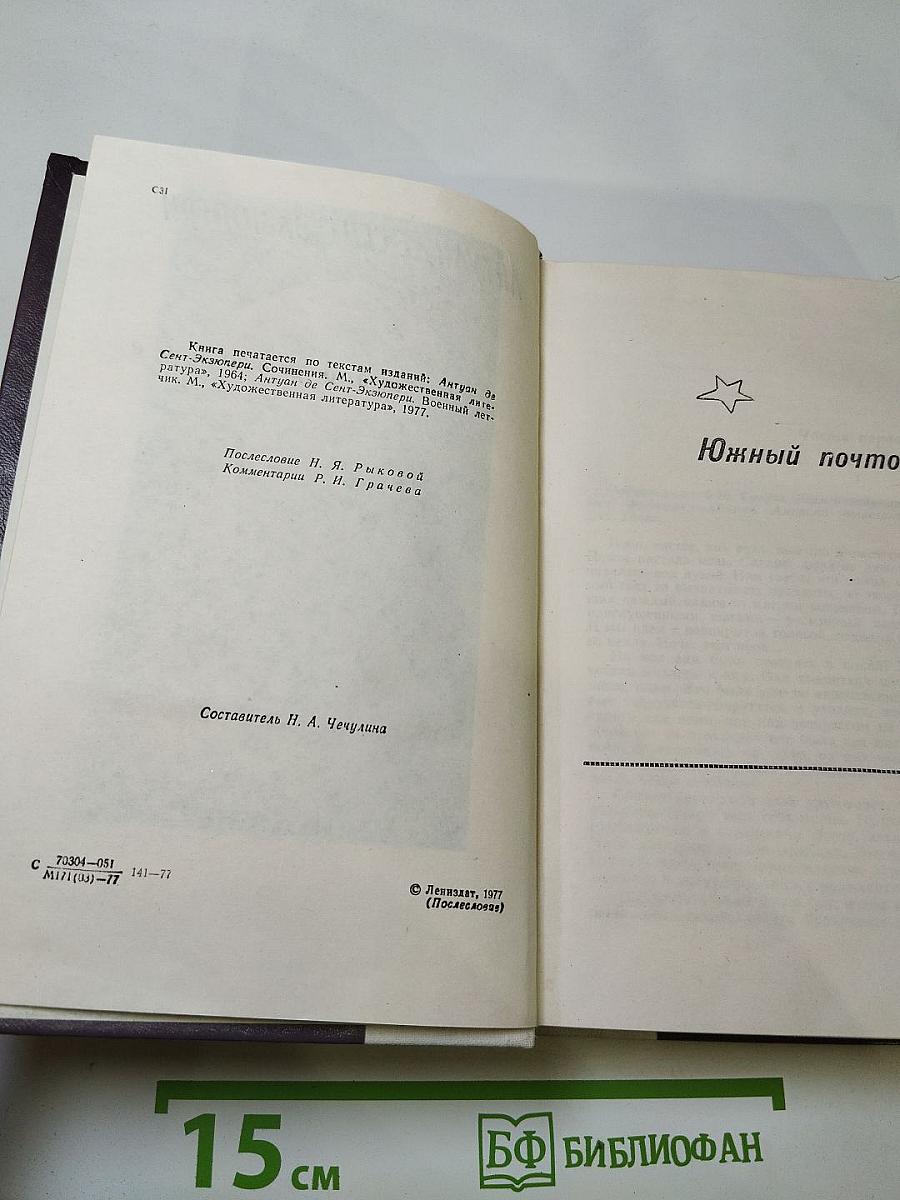 С31
Книга печатается по текстам изданий: Антуан де
Сент-Экзюпери. Сочинения. М., «Художественная лите-
ратура», 1964; Антуан де Сент-Экзюпери. Военный лет-
чик. М., «Художественная литература», 1977.
Послесловие Н. Я. Рыковой
Комментарии Р. И. Грачева
Составитель Н. А. Чечулина
С 70304—051
М171(03)—77 141—77
© Лениздат, 1977
(Послесловие)
Южный почто
15 см
БФ БИБЛИОФАН